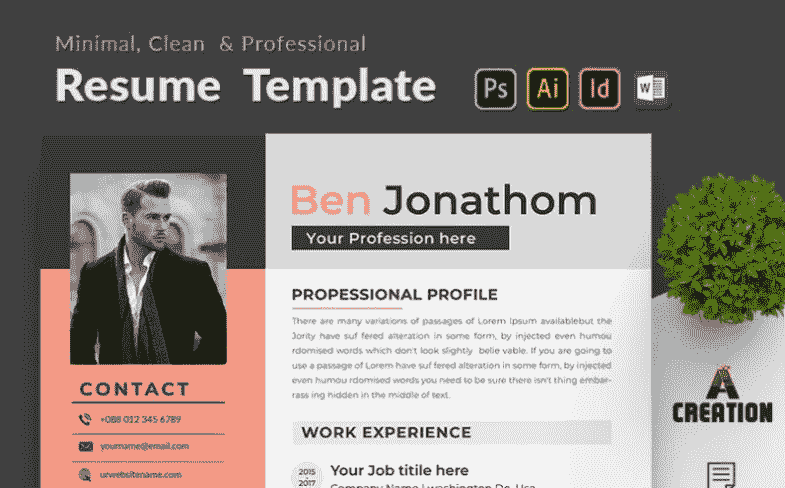 Minimal, Clean & Professional
Resume Template
Ps Ai Id W
Ben Jonathom
Your Profession here
PROPESSIONAL PROFILE
There are many variations of passages of Lorem Ipsum availablebut the
Jority have suf fered alteration in some form, by injected even humou
rdomised words which don't look slightly belie vable. If you are going to
use a passage of Lorem have suf fered alteration in some form, by injected
even humou rdomised words you need to be sure there isn't thing embar-
rass ing hidden in the middle of text.
CONTACT
+088 012 345 6789
yourname@email.com
urwebsitename.com
WORK EXPERIENCE
2015
2017
Your Job titile here
Company Name | washington Dc, Usa
A
CREATION